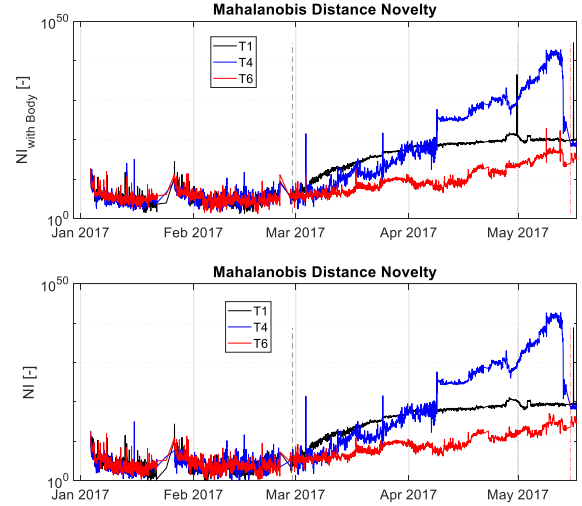 Mahalanobis Distance Novelty
10^50
T1
T4
T6
NI_with Body [-]
10^0
Jan 2017 Feb 2017 Mar 2017 Apr 2017 May 2017
Mahalanobis Distance Novelty
10^50
T1
T4
T6
NI [-]
10^0
Jan 2017 Feb 2017 Mar 2017 Apr 2017 May 2017